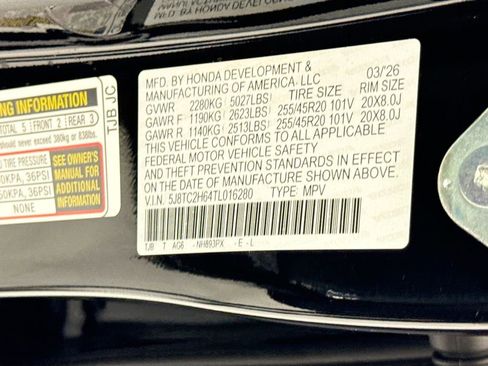 NG INFORMATION
TOTAL 5 FRONT 2 REAR 3
never exceed 380kg or 838lbs.
TIRE PRESSURE
KPA, 36PSI
KPA, 36PSI
NONE
SEE OWNER'S
MANUAL FOR
ADDITIONAL
INFORMATION
TJB JC
MFD. BY HONDA DEVELOPMENT &
MANUFACTURING OF AMERICA, LLC 03/26
GVWR 2280KG(5027LBS) TIRE SIZE RIM SIZE
GAWR F 1190KG(2623LBS) 255/45R20 101V 20X8.0J
GAWR R 1140KG(2513LBS) 255/45R20 101V 20X8.0J
THIS VEHICLE CONFORMS TO ALL APPLICABLE
FEDERAL MOTOR VEHICLE SAFETY
AND THEFT PREVENTION STANDARDS IN EFFECT ON
THE DATE OF MANUFACTURE SHOWN ABOVE.
V.I.N. 5J8TC2H64TL016280 TYPE MPV
TJB T AG6 NH893PX -E-L